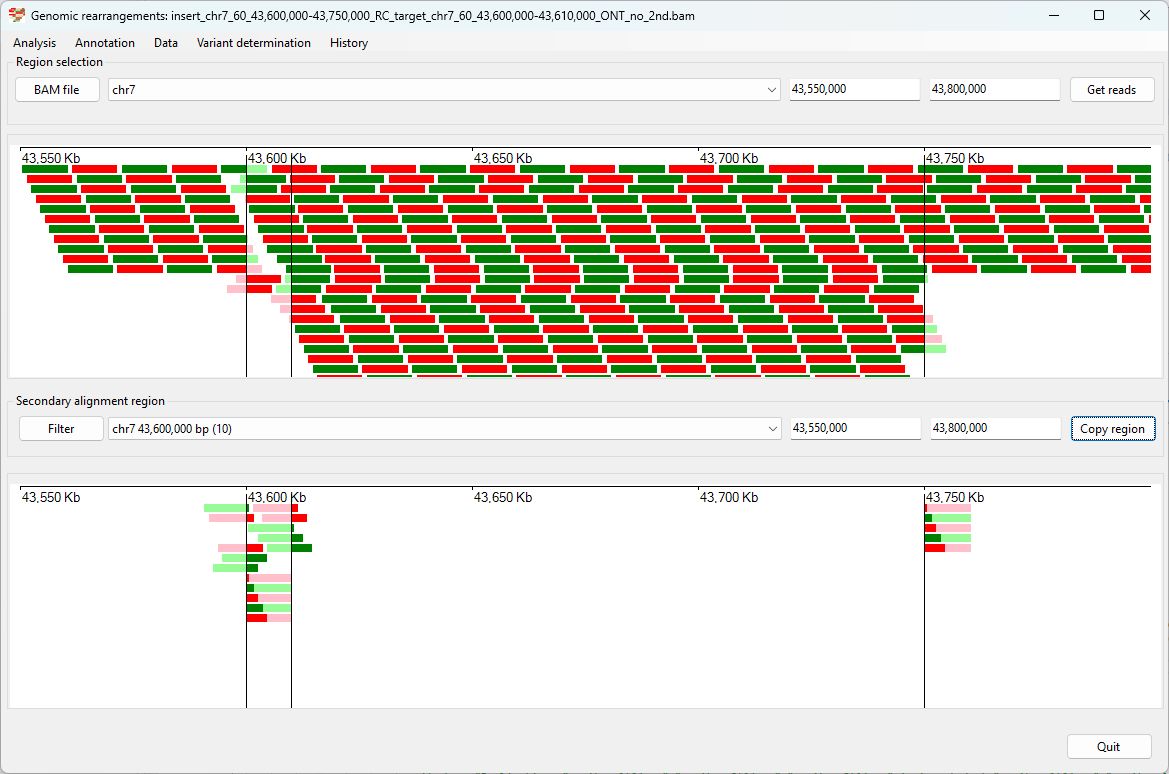 Genomic rearrangements: insert_chr7_60_43,600,000-43,750,000_RC_target_chr7_60_43,600,000-43,610,000_ONT_no_2nd.bam
Analysis Annotation Data Variant determination History
Region selection
BAM file chr7 43,550,000 43,800,000 Get reads
43,550 Kb 43,600 Kb 43,650 Kb 43,700 Kb 43,750 Kb
Secondary alignment region
Filter chr7 43,600,000 bp (10) 43,550,000 43,800,000 Copy region
43,550 Kb 43,600 Kb 43,650 Kb 43,700 Kb 43,750 Kb
Quit